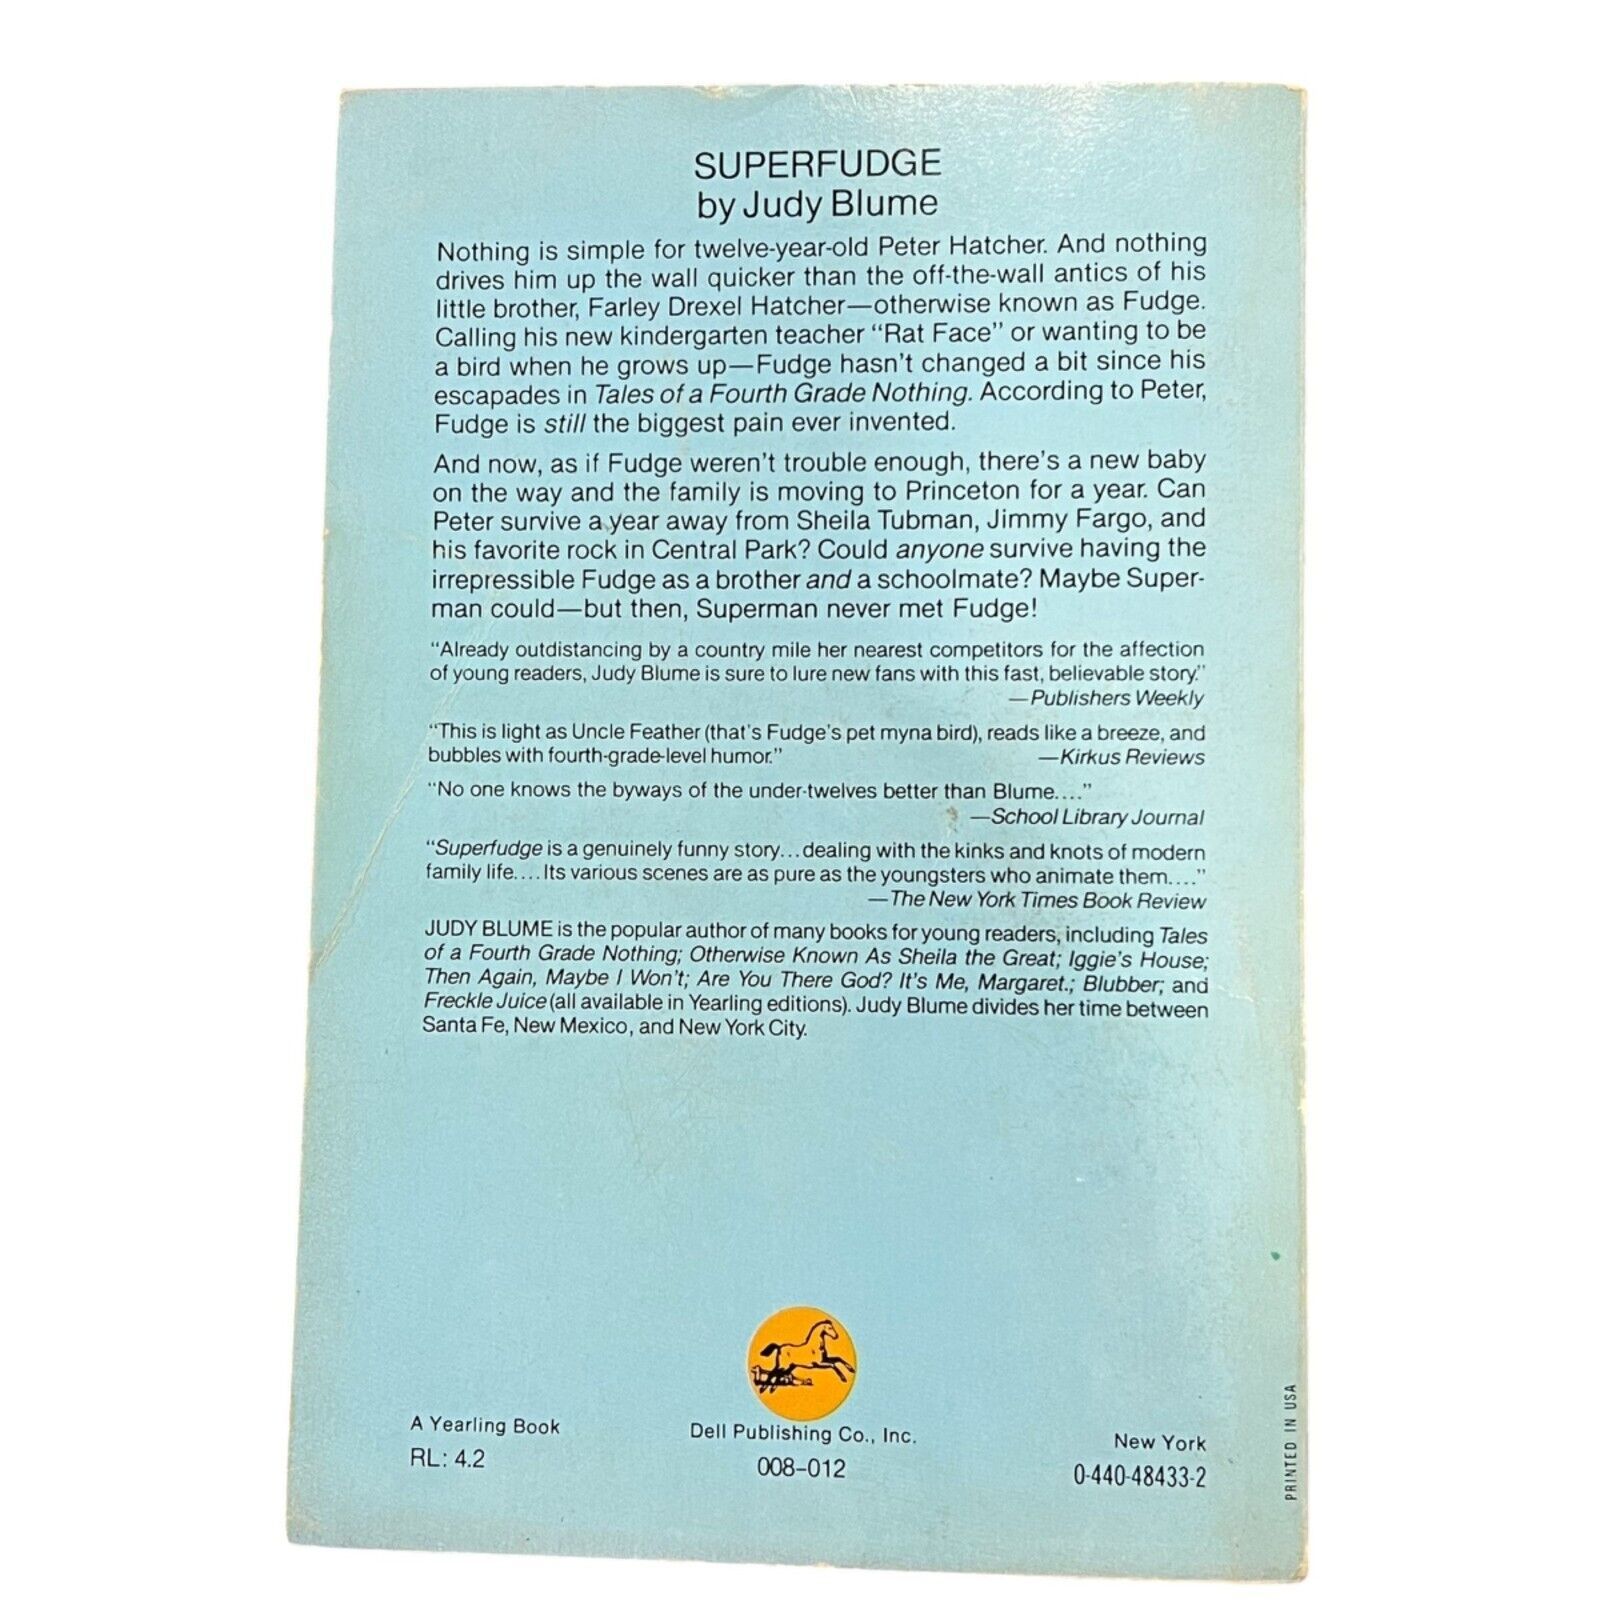 SUPERFUDGE
by Judy Blume
Nothing is simple for twelve-year-old Peter Hatcher. And nothing
drives him up the wall quicker than the off-the-wall antics of his
little brother, Farley Drexel Hatcher—otherwise known as Fudge.
Calling his new kindergarten teacher “Rat Face” or wanting to be
a bird when he grows up—Fudge hasn't changed a bit since his
escapades in Tales of a Fourth Grade Nothing. According to Peter,
Fudge is still the biggest pain ever invented.
And now, as if Fudge weren't trouble enough, there's a new baby
on the way and the family is moving to Princeton for a year. Can
Peter survive a year away from Sheila Tubman, Jimmy Fargo, and
his favorite rock in Central Park? Could anyone survive having the
irrepressible Fudge as a brother and a schoolmate? Maybe Super-
man could—but then, Superman never met Fudge!
“Already outdistancing by a country mile her nearest competitors for the affection
of young readers, Judy Blume is sure to lure new fans with this fast, believable story.”
—Publishers Weekly
“This is light as Uncle Feather (that's Fudge's pet myna bird), reads like a breeze, and
bubbles with fourth-grade-level humor.” —Kirkus Reviews
“No one knows the byways of the under-twelves better than Blume....”
—School Library Journal
“Superfudge is a genuinely funny story...dealing with the kinks and knots of modern
family life....Its various scenes are as pure as the youngsters who animate them....”
—The New York Times Book Review
JUDY BLUME is the popular author of many books for young readers, including Tales
of a Fourth Grade Nothing; Otherwise Known As Sheila the Great; Iggie's House;
Then Again, Maybe I Won't; Are You There God? It's Me, Margaret.; Blubber; and
Freckle Juice (all available in Yearling editions). Judy Blume divides her time between
Santa Fe, New Mexico, and New York City.
A Yearling Book
RL: 4.2
Dell Publishing Co., Inc.
008-012
New York
0-440-48433-2
PRINTED IN USA